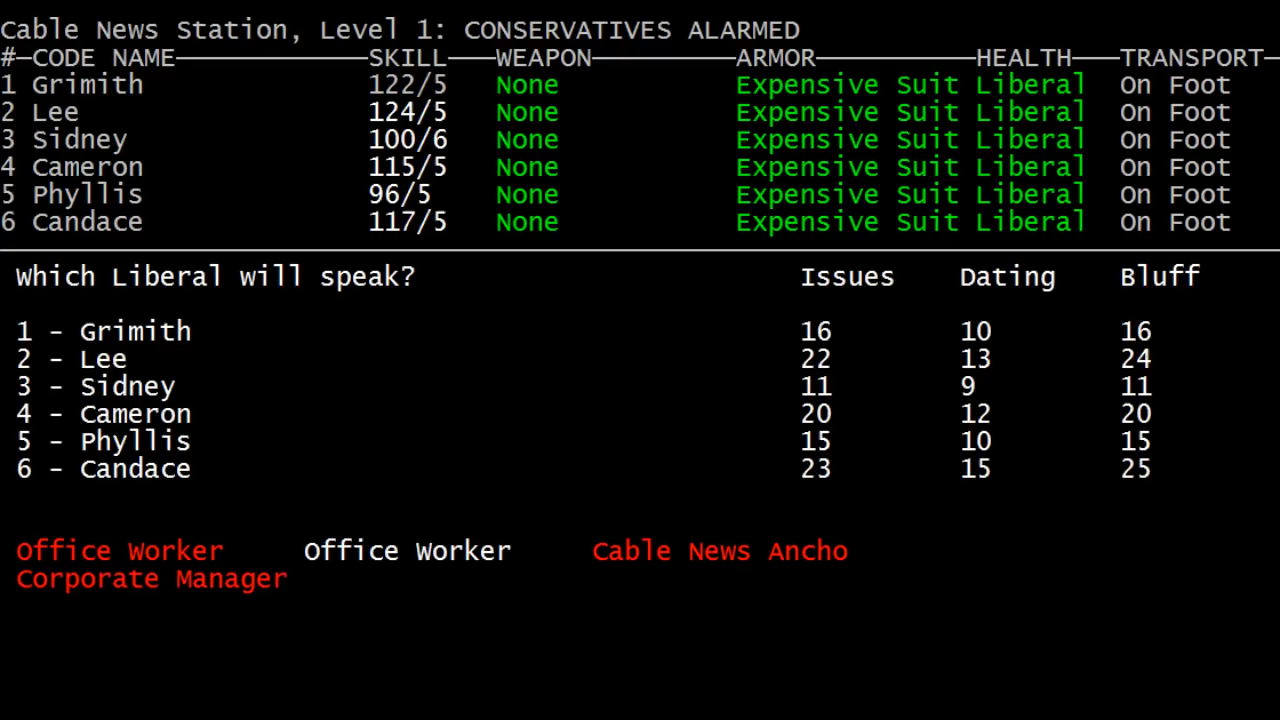 Cable News Station, Level 1: CONSERVATIVES ALARMED
#—CODE NAME————————————SKILL———WEAPON—————————ARMOR——————————HEALTH———TRANSPORT—
1 Grimith 122/5 None Expensive Suit Liberal On Foot
2 Lee 124/5 None Expensive Suit Liberal On Foot
3 Sidney 100/6 None Expensive Suit Liberal On Foot
4 Cameron 115/5 None Expensive Suit Liberal On Foot
5 Phyllis 96/5 None Expensive Suit Liberal On Foot
6 Candace 117/5 None Expensive Suit Liberal On Foot
Which Liberal will speak? Issues Dating Bluff
1 - Grimith 16 10 16
2 - Lee 22 13 24
3 - Sidney 11 9 11
4 - Cameron 20 12 20
5 - Phyllis 15 10 15
6 - Candace 23 15 25
Office Worker Office Worker Cable News Ancho
Corporate Manager